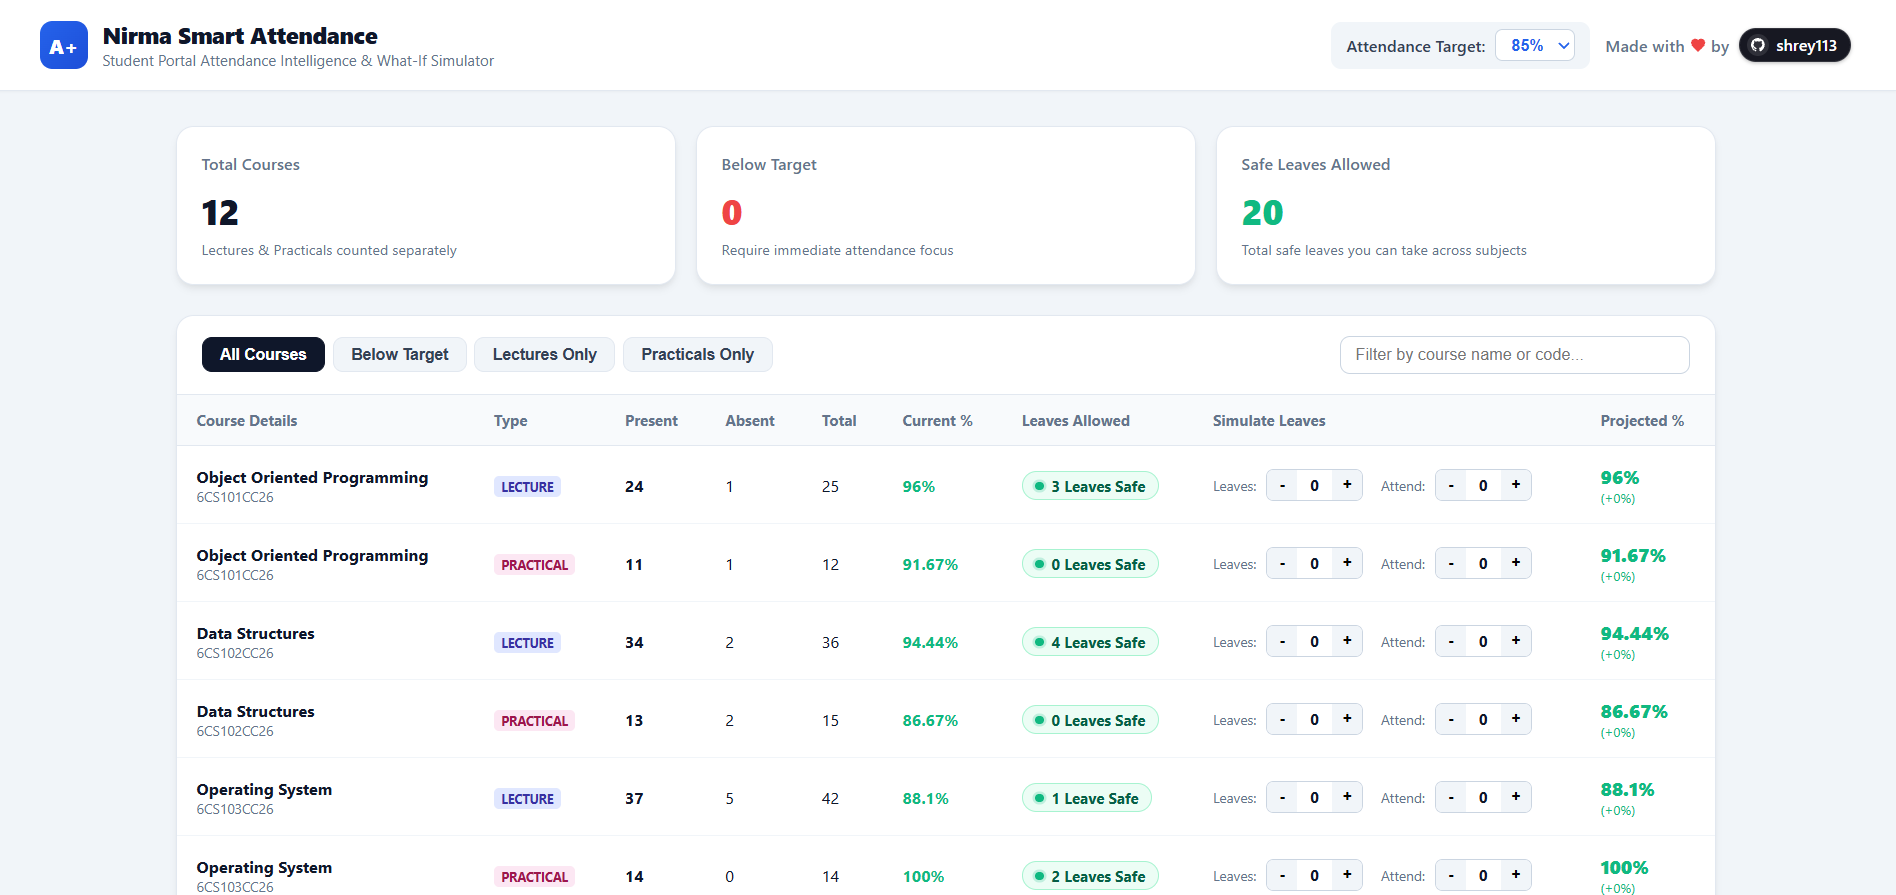 A+
Nirma Smart Attendance
Student Portal Attendance Intelligence & What-If Simulator
Attendance Target: 85%
Made with ❤ by shrey113
Total Courses
12
Lectures & Practicals counted separately
Below Target
0
Require immediate attendance focus
Safe Leaves Allowed
20
Total safe leaves you can take across subjects
All Courses Below Target Lectures Only Practicals Only
Filter by course name or code...
Course Details Type Present Absent Total Current % Leaves Allowed Simulate Leaves Projected %
Object Oriented Programming
6CS101CC26
LECTURE 24 1 25 96% 3 Leaves Safe Leaves: - 0 + Attend: - 0 + 96%
(+0%)
Object Oriented Programming
6CS101CC26
PRACTICAL 11 1 12 91.67% 0 Leaves Safe Leaves: - 0 + Attend: - 0 + 91.67%
(+0%)
Data Structures
6CS102CC26
LECTURE 34 2 36 94.44% 4 Leaves Safe Leaves: - 0 + Attend: - 0 + 94.44%
(+0%)
Data Structures
6CS102CC26
PRACTICAL 13 2 15 86.67% 0 Leaves Safe Leaves: - 0 + Attend: - 0 + 86.67%
(+0%)
Operating System
6CS103CC26
LECTURE 37 5 42 88.1% 1 Leave Safe Leaves: - 0 + Attend: - 0 + 88.1%
(+0%)
Operating System
6CS103CC26
PRACTICAL 14 0 14 100% 2 Leaves Safe Leaves: - 0 + Attend: - 0 + 100%
(+0%)